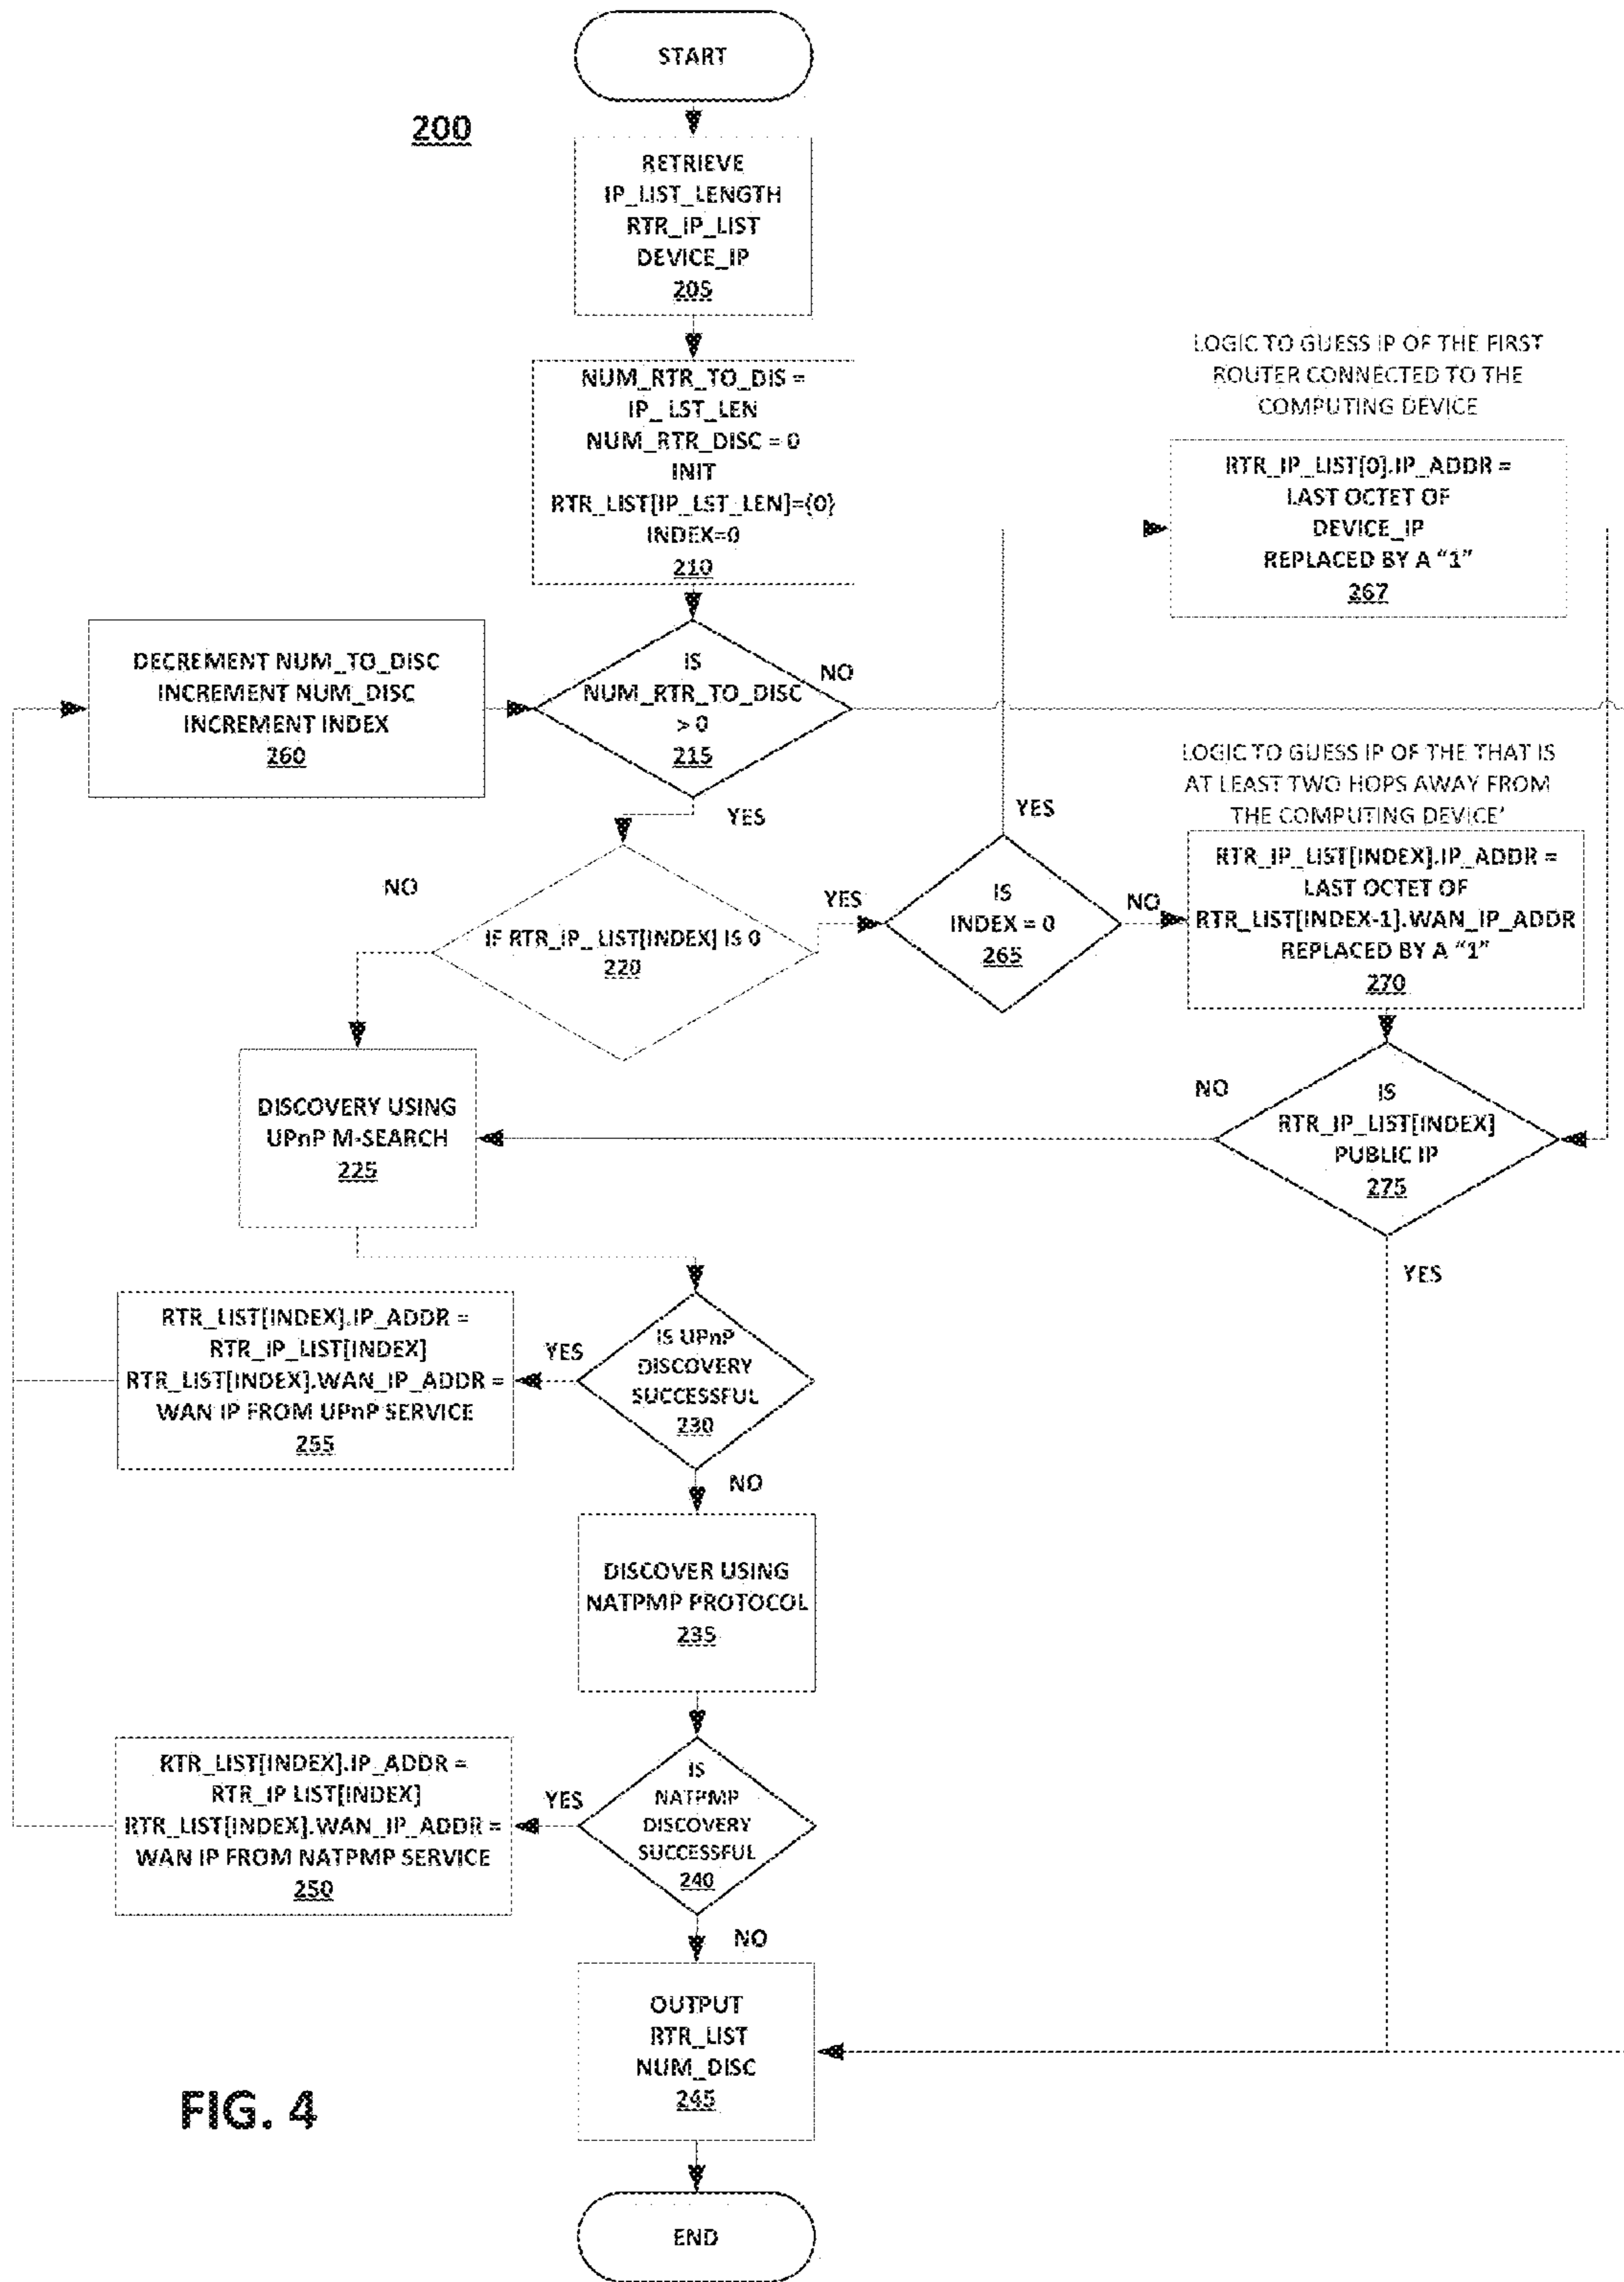 START
200
RETRIEVE
IP_LIST_LENGTH
RTR_IP_LIST
DEVICE_IP
205
NUM_RTR_TO_DIS =
IP_ LST_LEN
NUM_RTR_DISC = 0
INIT
RTR_LIST[IP_LST_LEN]={0}
INDEX=0
210
LOGIC TO GUESS IP OF THE FIRST
ROUTER CONNECTED TO THE
COMPUTING DEVICE
RTR_IP_LIST[0].IP_ADDR =
LAST OCTET OF
DEVICE_IP
REPLACED BY A “1”
267
DECREMENT NUM_TO_DISC
INCREMENT NUM_DISC
INCREMENT INDEX
260
IS
NUM_RTR_TO_DISC
> 0
215
NO
YES
LOGIC TO GUESS IP OF THE THAT IS
AT LEAST TWO HOPS AWAY FROM
THE COMPUTING DEVICE'
NO
IF RTR_IP_ LIST[INDEX] IS 0
220
YES
IS
INDEX = 0
265
YES
NO
RTR_IP_LIST[INDEX].IP_ADDR =
LAST OCTET OF
RTR_LIST[INDEX-1].WAN_IP_ADDR
REPLACED BY A “1”
270
DISCOVERY USING
UPnP M-SEARCH
225
NO
IS
RTR_IP_LIST[INDEX]
PUBLIC IP
275
YES
RTR_LIST[INDEX].IP_ADDR =
RTR_IP_LIST[INDEX]
RTR_LIST[INDEX].WAN_IP_ADDR =
WAN IP FROM UPnP SERVICE
255
YES
IS UPnP
DISCOVERY
SUCCESSFUL
230
NO
DISCOVER USING
NATPMP PROTOCOL
235
RTR_LIST[INDEX].IP_ADDR =
RTR_IP LIST[INDEX]
RTR_LIST[INDEX].WAN_IP_ADDR =
WAN IP FROM NATPMP SERVICE
250
YES
IS
NATPMP
DISCOVERY
SUCCESSFUL
240
NO
OUTPUT
RTR_LIST
NUM_DISC
245
FIG. 4
END